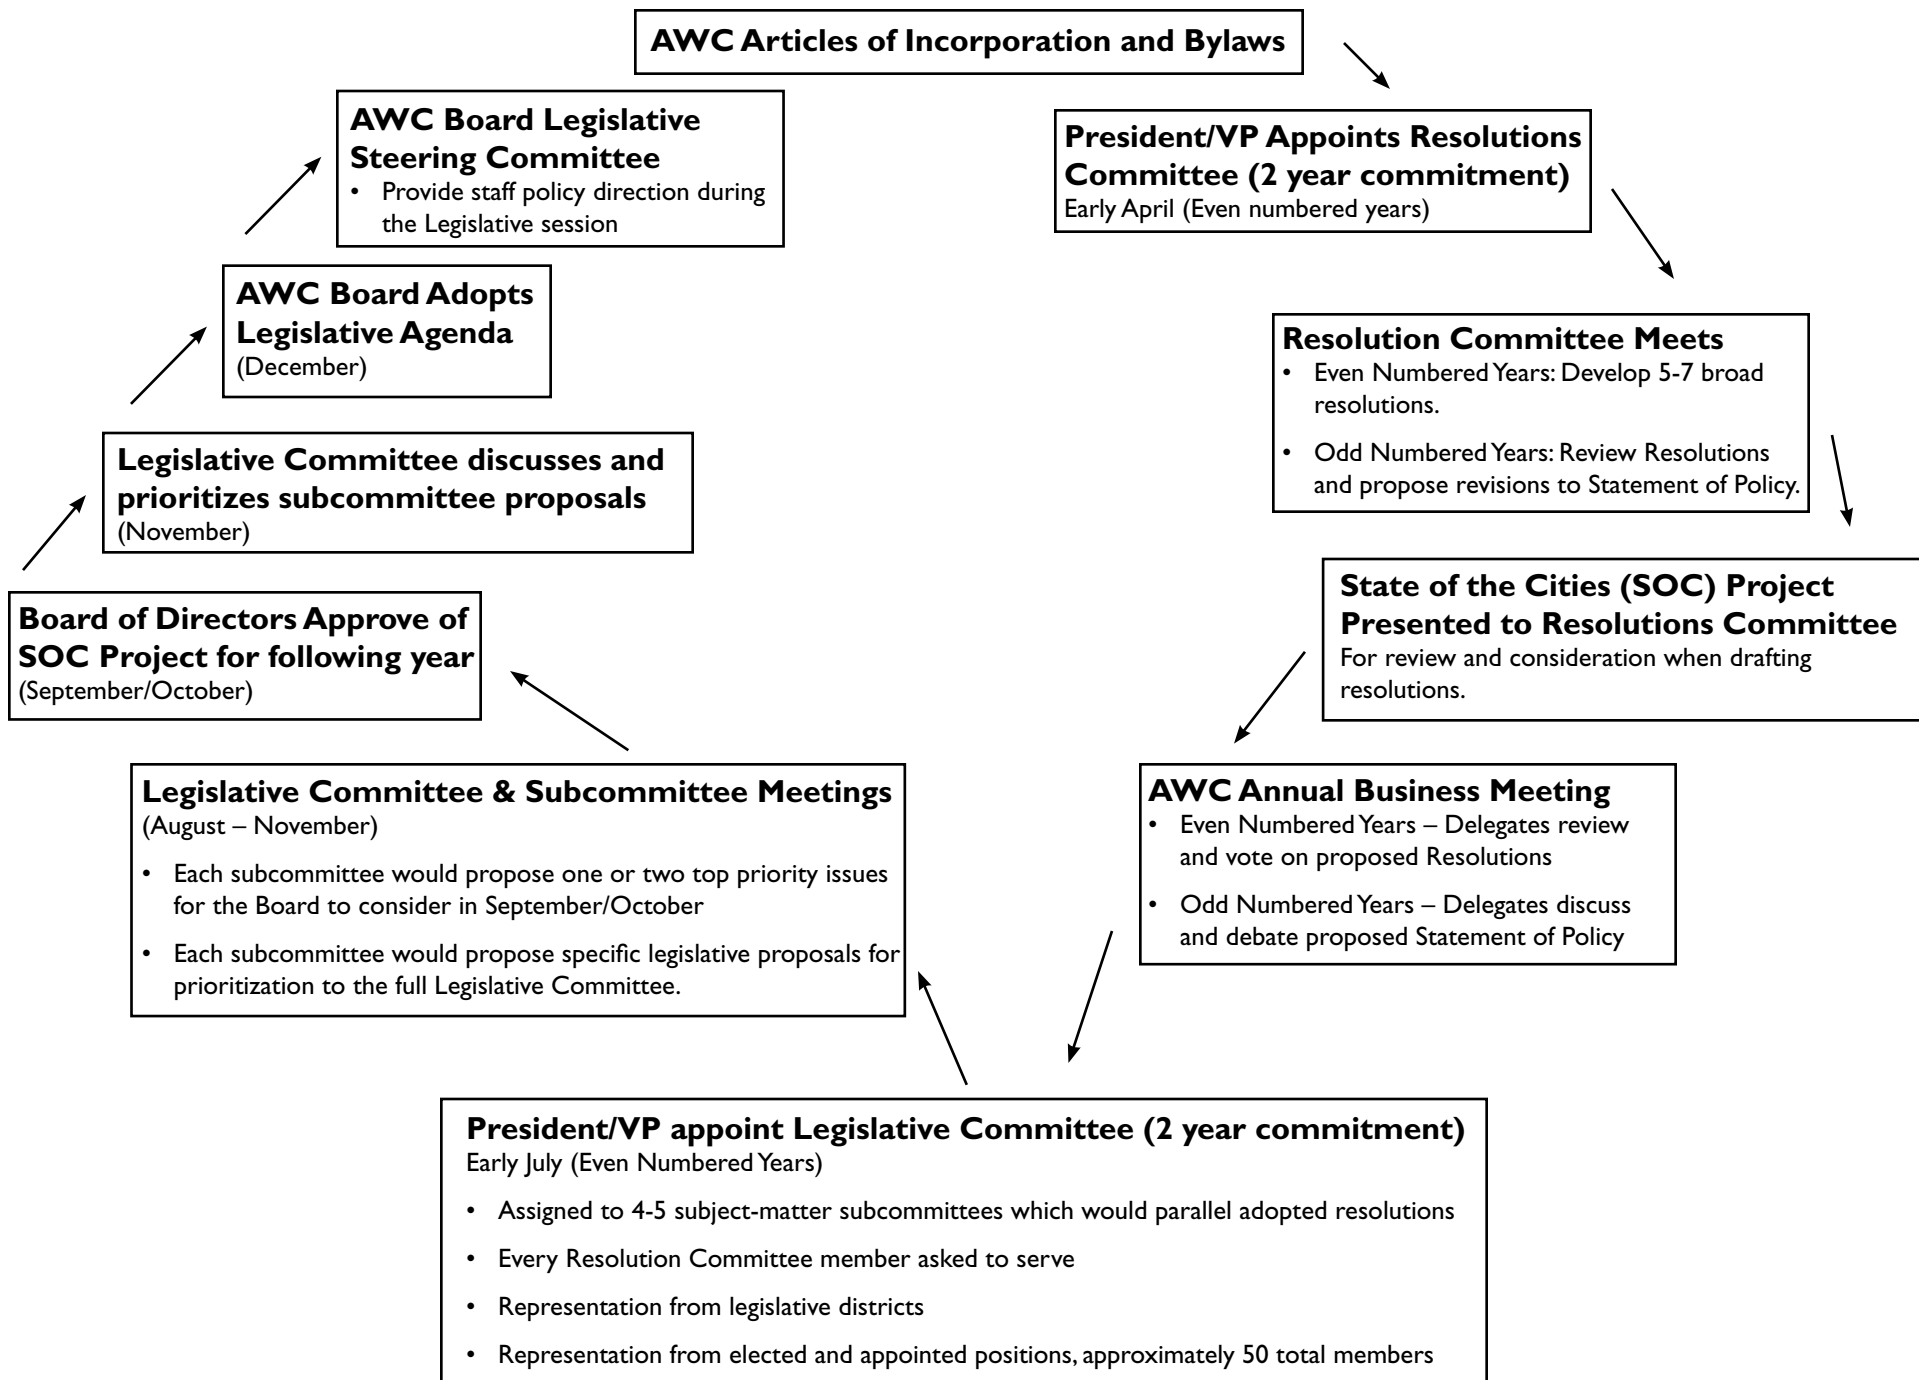 AWC Articles of Incorporation and Bylaws
President/VP Appoints Resolutions
Committee (2 year commitment)
Early April (Even numbered years)
Resolution Committee Meets
• Even Numbered Years: Develop 5-7 broad
resolutions.
• Odd Numbered Years: Review Resolutions
and propose revisions to Statement of Policy.
State of the Cities (SOC) Project
Presented to Resolutions Committee
For review and consideration when drafting
resolutions.
AWC Annual Business Meeting
• Even Numbered Years – Delegates review
and vote on proposed Resolutions
• Odd Numbered Years – Delegates discuss
and debate proposed Statement of Policy
President/VP appoint Legislative Committee (2 year commitment)
Early July (Even Numbered Years)
• Assigned to 4-5 subject-matter subcommittees which would parallel adopted resolutions
• Every Resolution Committee member asked to serve
• Representation from legislative districts
• Representation from elected and appointed positions, approximately 50 total members
Legislative Committee & Subcommittee Meetings
(August – November)
• Each subcommittee would propose one or two top priority issues
for the Board to consider in September/October
• Each subcommittee would propose specific legislative proposals for
prioritization to the full Legislative Committee.
Board of Directors Approve of
SOC Project for following year
(September/October)
Legislative Committee discusses and
prioritizes subcommittee proposals
(November)
AWC Board Adopts
Legislative Agenda
(December)
AWC Board Legislative
Steering Committee
• Provide staff policy direction during
the Legislative session